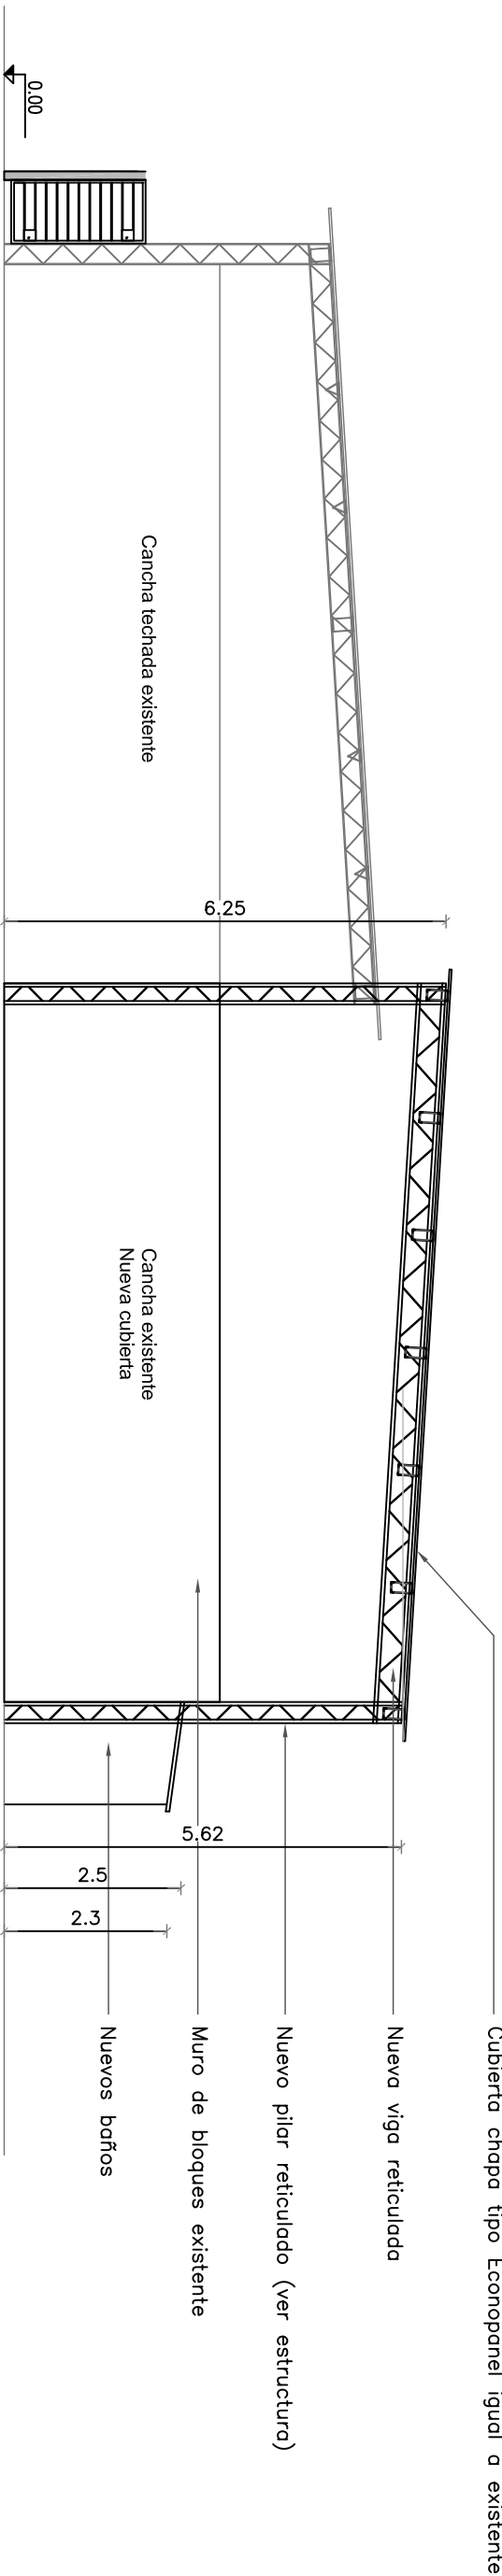 Cubierta chapa tipo Econopanel igual a existente
Nueva viga reticulada
Nuevo pilar reticulado (ver estructura)
Muro de bloques existente
Nuevos baños
6.25
5.62
2.5
2.3
Cancha techada existente
Cancha existente
Nueva cubierta
0.00